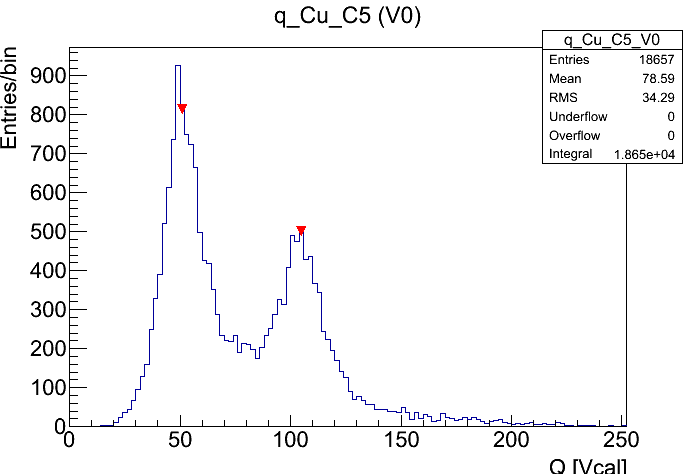 q_Cu_C5 (V0)
q_Cu_C5_V0
Entries 18657
Mean 78.59
RMS 34.29
Underflow 0
Overflow 0
Integral 1.865e+04
Entries/bin
900
800
700
600
500
400
300
200
100
0
0 50 100 150 200 250
Q [Vcal]